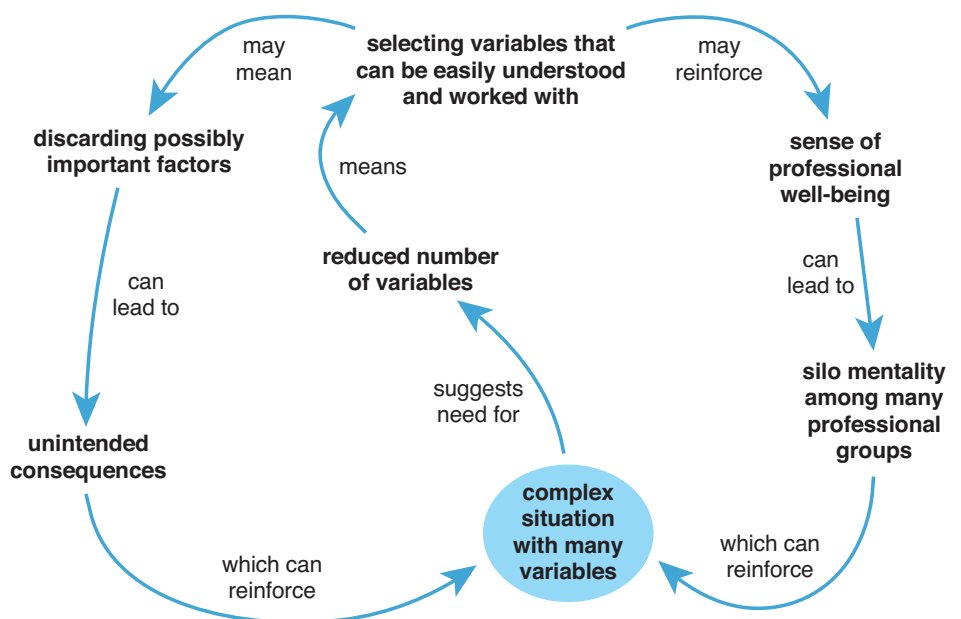 may
mean
selecting variables that
can be easily understood
and worked with
may
reinforce
discarding possibly
important factors
means
sense of
professional
well-being
reduced number
of variables
can
lead to
can
lead to
suggests
need for
silo mentality
among many
professional
groups
unintended
consequences
complex
situation
with many
variables
which can
reinforce
which can
reinforce